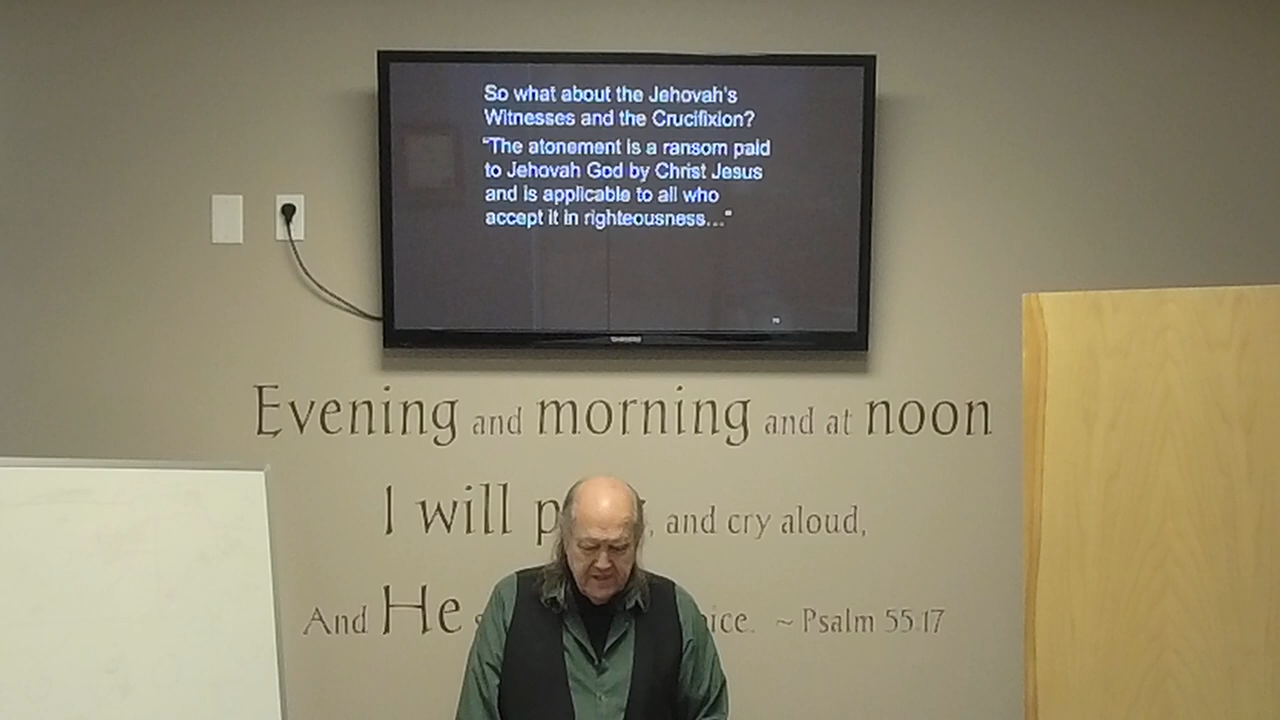 So what about the Jehovah's
Witnesses and the Crucifixion?
"The atonement is a ransom paid
to Jehovah God by Christ Jesus
and is applicable to all who
accept it in righteousness..."
Evening and morning and at noon
I will and cry aloud,
And He ~ Psalm 55:17